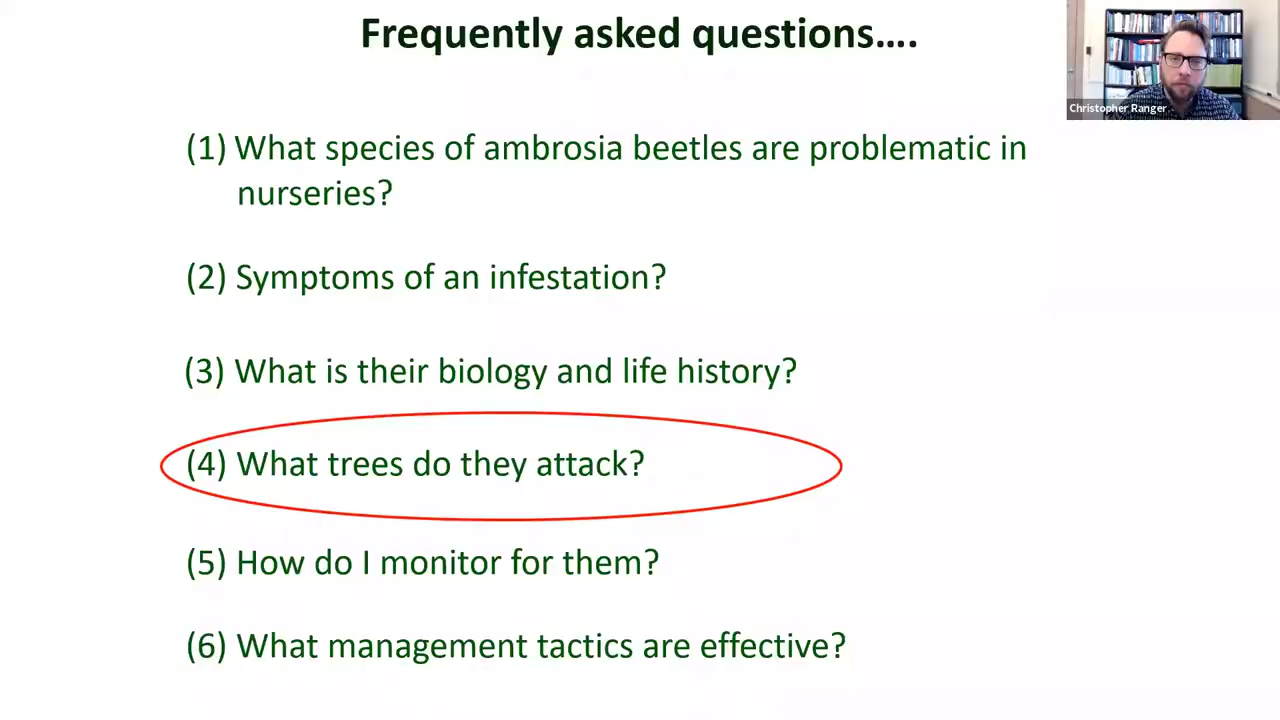 Frequently asked questions....
Christopher Ranger
(1) What species of ambrosia beetles are problematic in
nurseries?
(2) Symptoms of an infestation?
(3) What is their biology and life history?
(4) What trees do they attack?
(5) How do I monitor for them?
(6) What management tactics are effective?